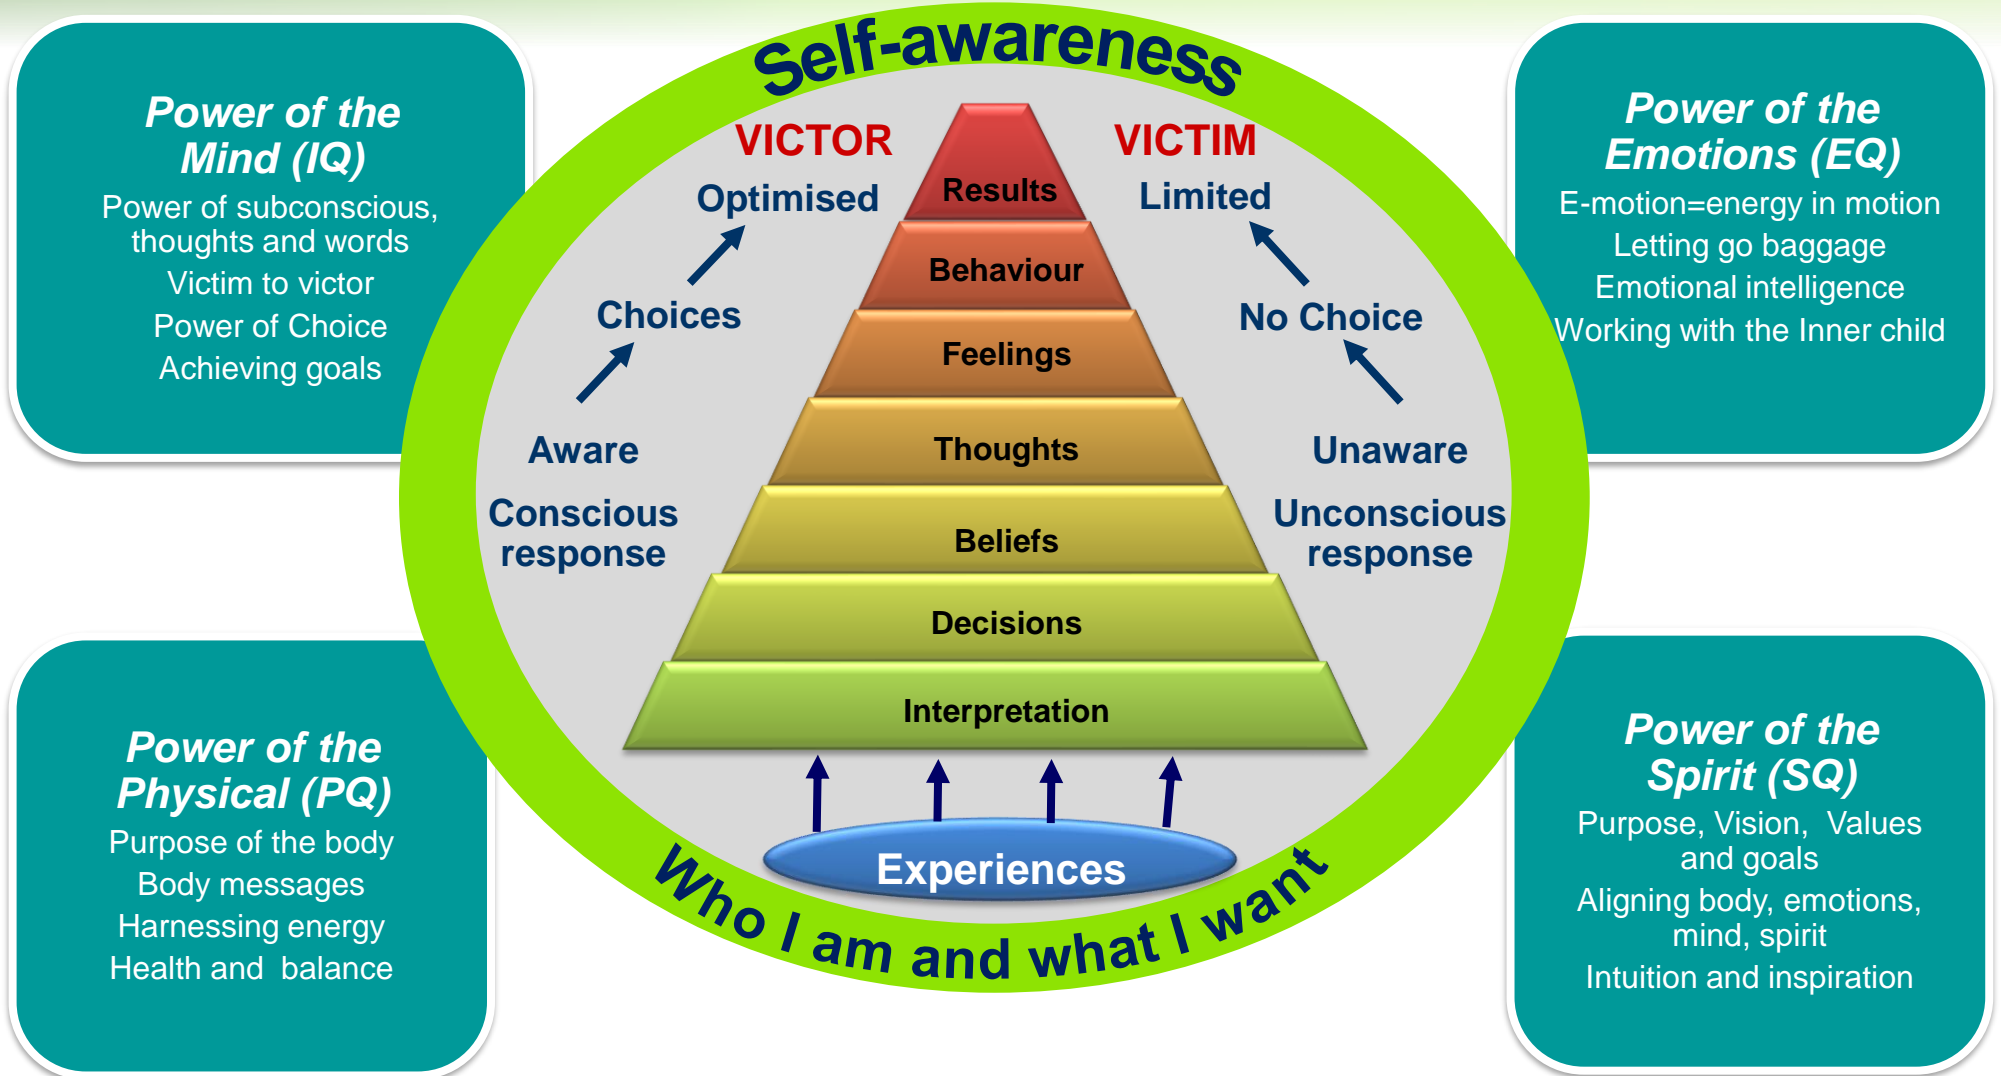 Self-awareness
Power of the
Mind (IQ)
Power of subconscious,
thoughts and words
Victim to victor
Power of Choice
Achieving goals
Power of the
Emotions (EQ)
E-motion=energy in motion
Letting go baggage
Emotional intelligence
Working with the Inner child
VICTOR
Optimised
Choices
Aware
Conscious
response
VICTIM
Limited
No Choice
Unaware
Unconscious
response
Results
Behaviour
Feelings
Thoughts
Beliefs
Decisions
Interpretation
Experiences
Who I am and what I want
Power of the
Physical (PQ)
Purpose of the body
Body messages
Harnessing energy
Health and  balance
Power of the
Spirit (SQ)
Purpose, Vision,  Values
and goals
Aligning body, emotions,
mind, spirit
Intuition and inspiration